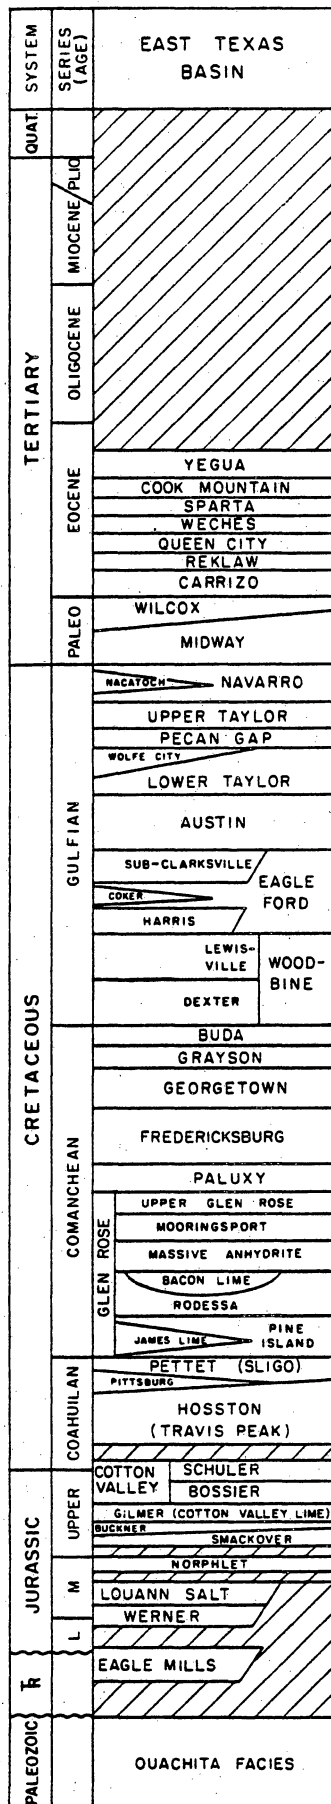 SYSTEM
SERIES
(AGE)
EAST TEXAS
BASIN
QUAT.
TERTIARY
PLIO
MIOCENE
OLIGOCENE
EOCENE
YEGUA
COOK MOUNTAIN
SPARTA
WECHES
QUEEN CITY
REKLAW
CARRIZO
PALEO
WILCOX
MIDWAY
CRETACEOUS
GULFIAN
NACATOCH
NAVARRO
UPPER TAYLOR
PECAN GAP
WOLFE CITY
LOWER TAYLOR
AUSTIN
SUB-CLARKSVILLE
EAGLE
FORD
COKER
HARRIS
LEWIS-
VILLE
WOOD-
BINE
DEXTER
COMANCHEAN
BUDA
GRAYSON
GEORGETOWN
FREDERICKSBURG
PALUXY
GLEN ROSE
UPPER GLEN ROSE
MOORINGSPORT
MASSIVE ANHYDRITE
BACON LIME
RODESSA
JAMES LIME
PINE
ISLAND
COAHUILAN
PETTET (SLIGO)
PITTSBURG
HOSSTON
(TRAVIS PEAK)
JURASSIC
UPPER
COTTON
VALLEY
SCHULER
BOSSIER
GILMER (COTTON VALLEY LIME)
BUCKNER
SMACKOVER
NORPHLET
M
LOUANN SALT
WERNER
L
TR
EAGLE MILLS
PALEOZOIC
OUACHITA FACIES